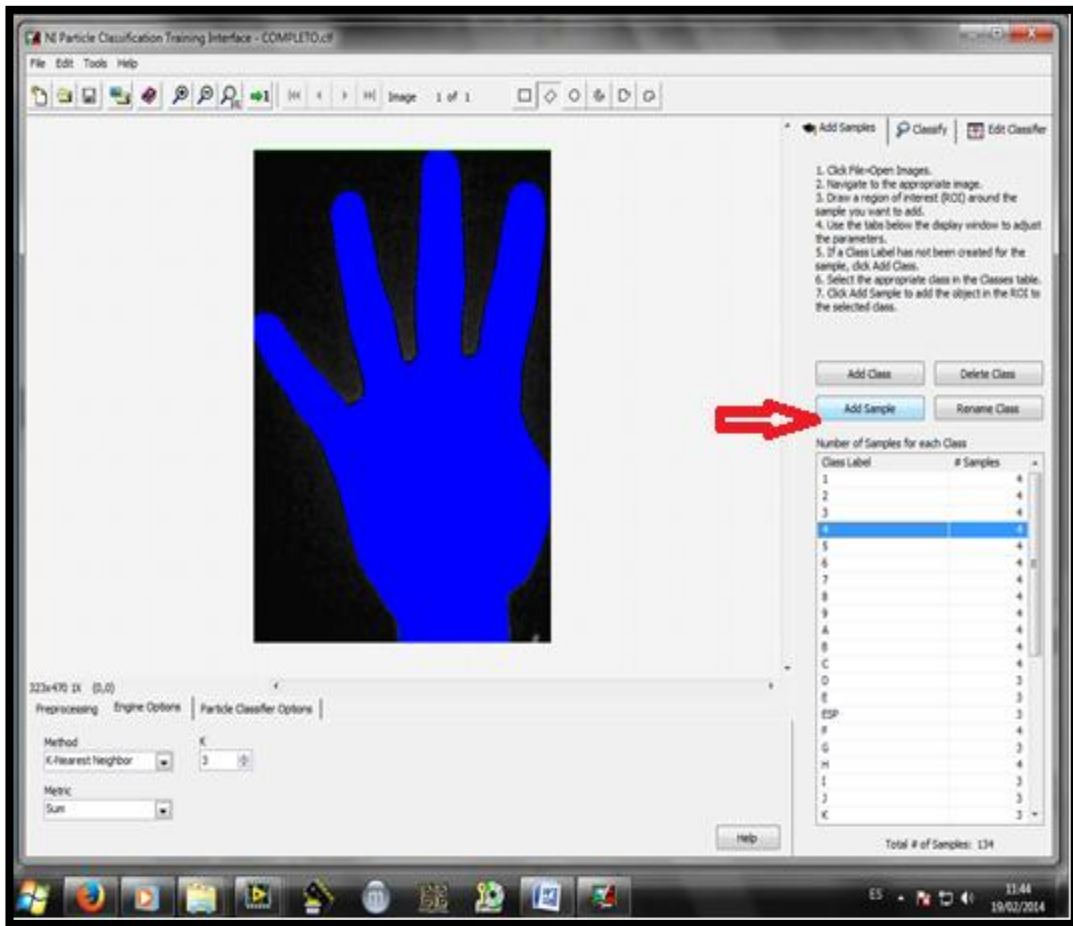 NI Particle Classification Training Interface - COMPLETO.clf
File Edit Tools Help
Image 1 of 1
Add Samples Classify Edit Classifier
1. Click File>Open Images.
2. Navigate to the appropriate image.
3. Draw a region of interest (ROI) around the
sample you want to add.
4. Use the tabs below the display window to adjust
the parameters.
5. If a Class Label has not been created for the
sample, click Add Class.
6. Select the appropriate class in the Classes table.
7. Click Add Sample to add the object in the ROI to
the selected class.
Add Class Delete Class
Add Sample Rename Class
Number of Samples for each Class
Class Label # Samples
1 4
2 4
3 4
4 4
5 4
6 4
7 4
8 4
9 4
A 4
B 4
C 4
D 3
E 3
ESP 3
F 4
G 3
H 4
I 3
J 3
K 3
Total # of Samples: 134
323x470 1X (0,0)
Preprocessing Engine Options Particle Classifier Options
Method K
K-Nearest Neighbor 3
Metric
Sum
Help
ES 11:44
19/02/2014